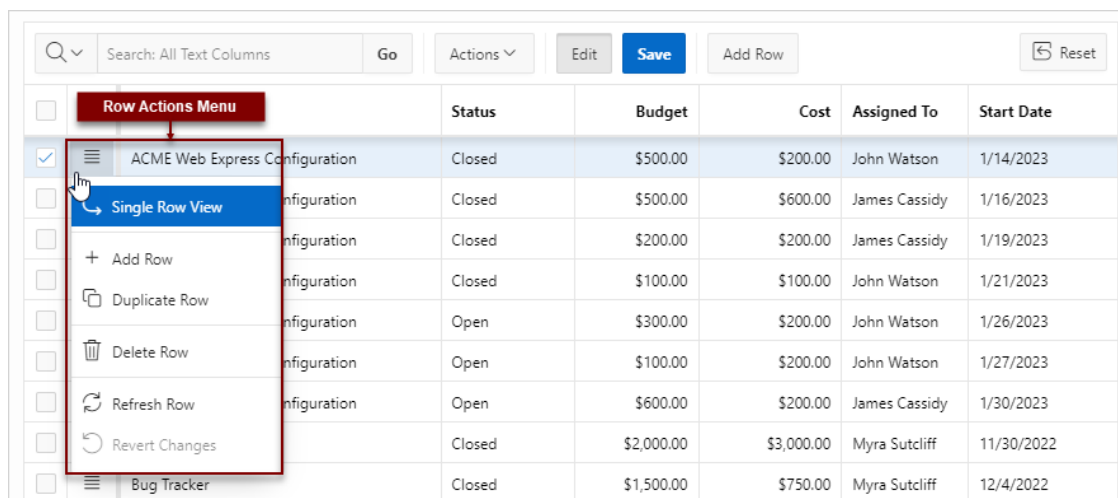 Search: All Text Columns Go Actions Edit Save Add Row Reset
Row Actions Menu Status Budget Cost Assigned To Start Date
ACME Web Express Configuration Closed $500.00 $200.00 John Watson 1/14/2023
Single Row View nfiguration Closed $500.00 $600.00 James Cassidy 1/16/2023
nfiguration Closed $200.00 $200.00 James Cassidy 1/19/2023
Add Row
nfiguration Closed $100.00 $100.00 John Watson 1/21/2023
Duplicate Row
nfiguration Open $300.00 $200.00 John Watson 1/26/2023
Delete Row nfiguration Open $100.00 $200.00 John Watson 1/27/2023
Refresh Row nfiguration Open $600.00 $200.00 James Cassidy 1/30/2023
Revert Changes Closed $2,000.00 $3,000.00 Myra Sutcliff 11/30/2022
Bug Tracker Closed $1,500.00 $750.00 Myra Sutcliff 12/4/2022